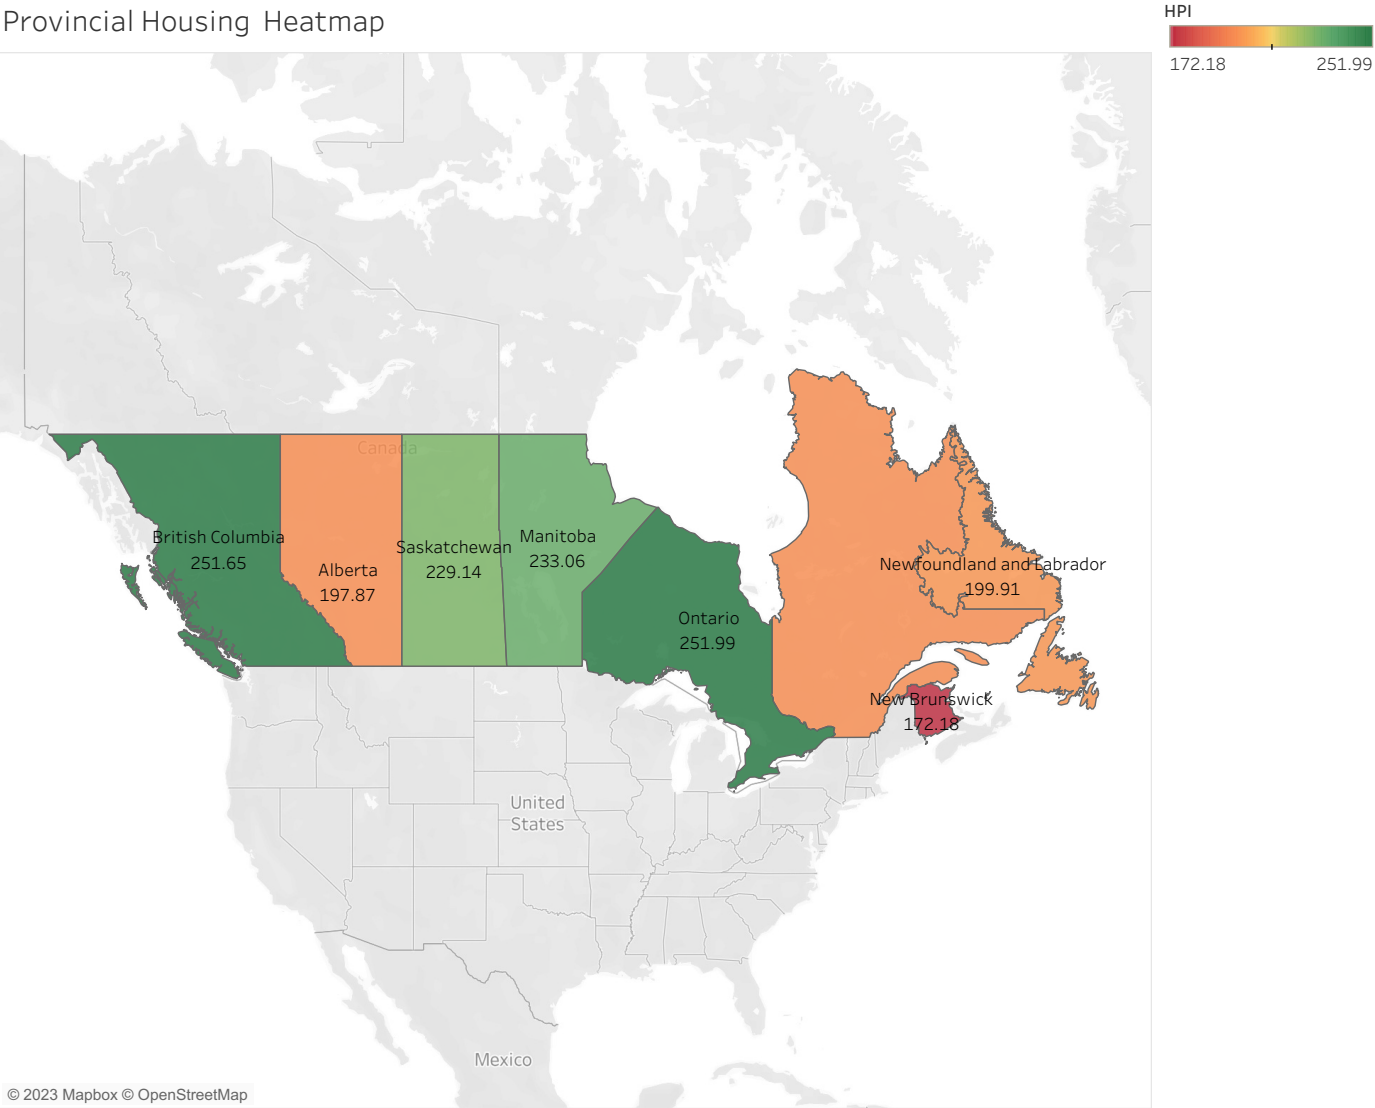 Provincial Housing Heatmap
HPI
172.18
251.99
Canada
British Columbia
251.65
Alberta
197.87
Saskatchewan
229.14
Manitoba
233.06
Ontario
251.99
Newfoundland and Labrador
199.91
New Brunswick
172.18
United
States
Mexico
© 2023 Mapbox © OpenStreetMap